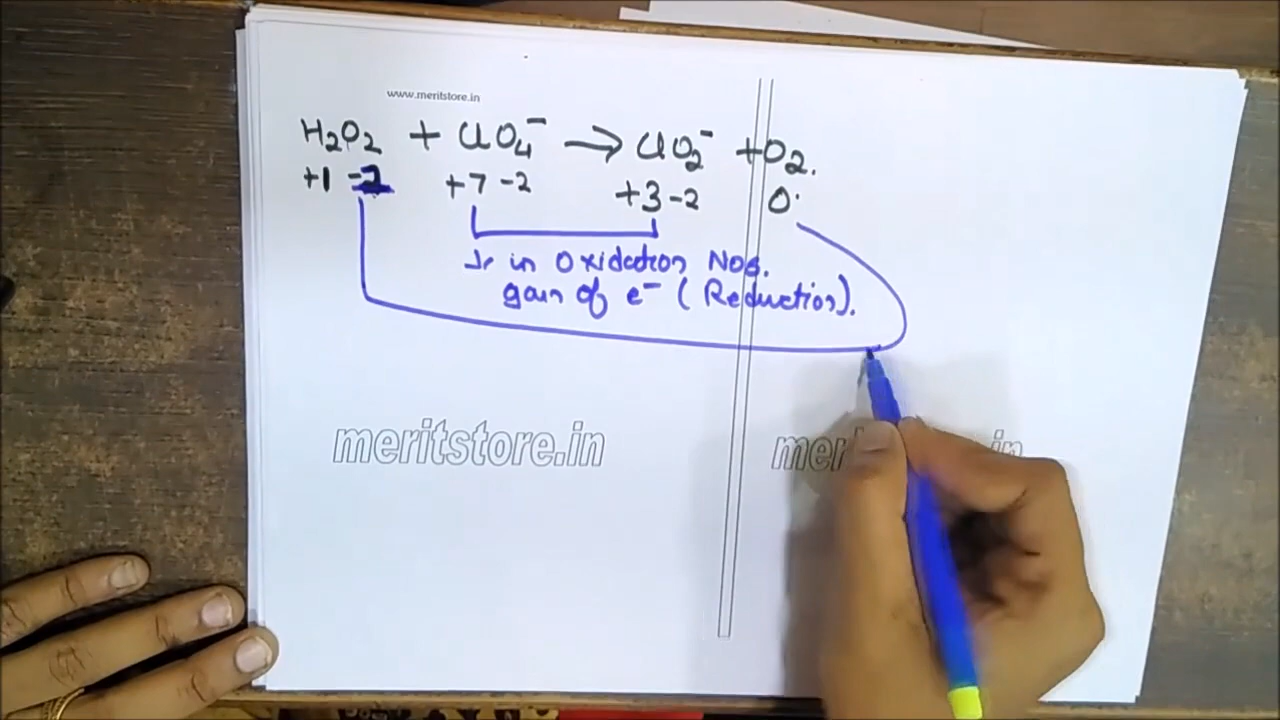 www.meritstore.in
H₂O₂ + ClO₄⁻ → ClO₂⁻ + O₂.
+1 +7 -2 +3 -2 0
in Oxidation Nos.
gain of e⁻ (Reduction).
meritstore.in